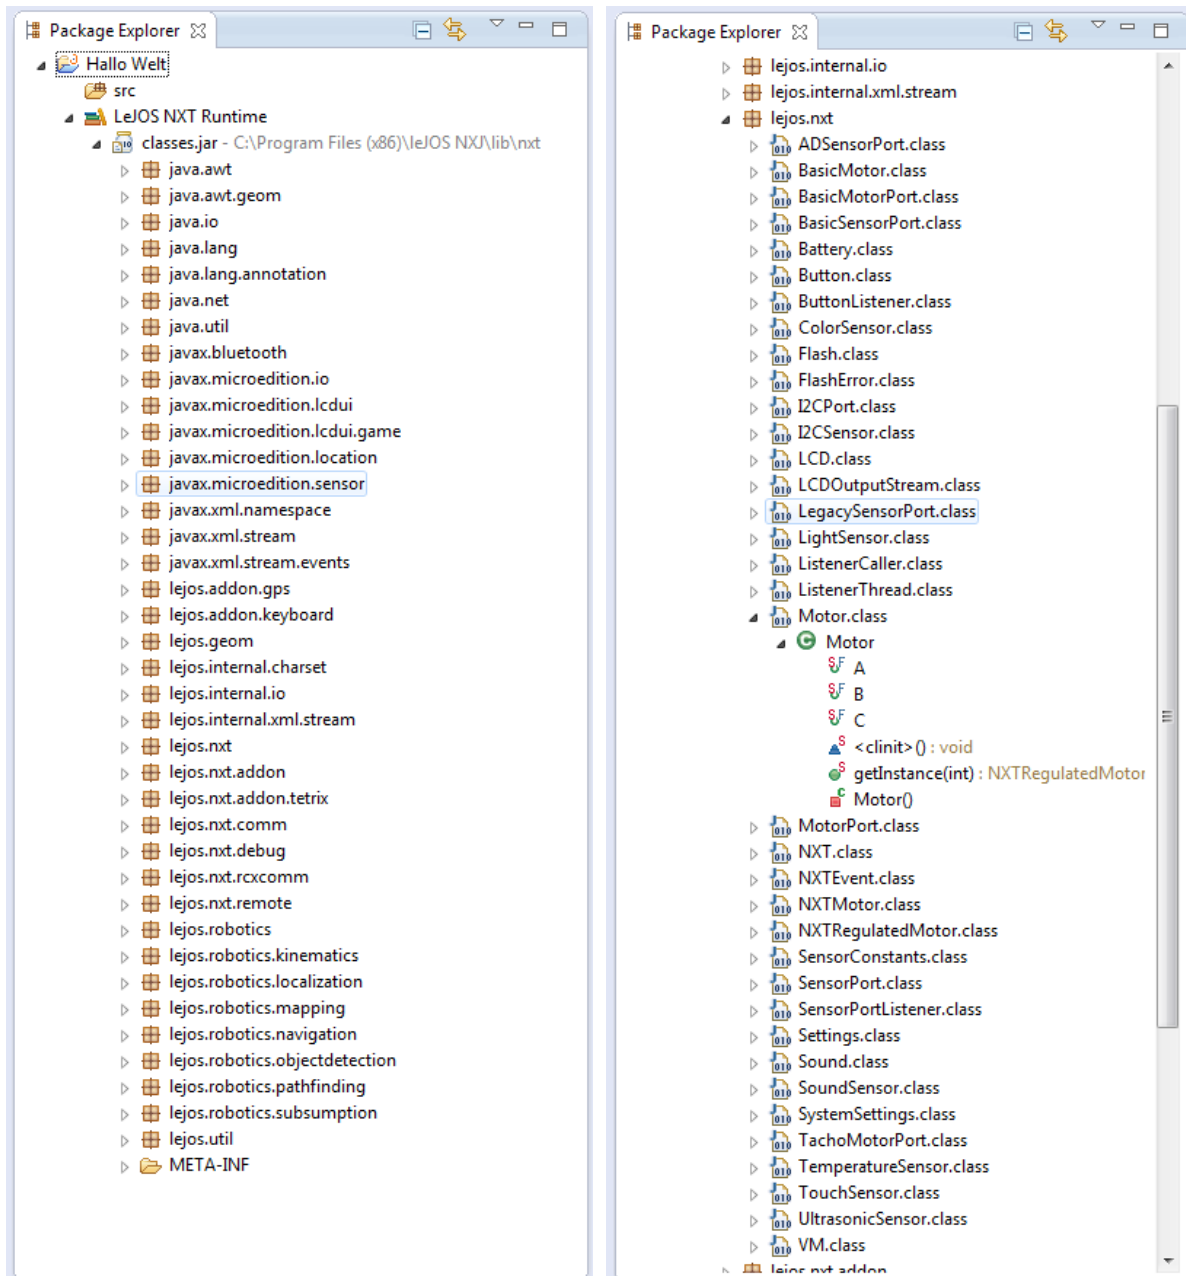 Package Explorer
Hallo Welt
src
LeJOS NXT Runtime
classes.jar - C:\Program Files (x86)\leJOS NXJ\lib\nxt
java.awt
java.awt.geom
java.io
java.lang
java.lang.annotation
java.net
java.util
javax.bluetooth
javax.microedition.io
javax.microedition.lcdui
javax.microedition.lcdui.game
javax.microedition.location
javax.microedition.sensor
javax.xml.namespace
javax.xml.stream
javax.xml.stream.events
lejos.addon.gps
lejos.addon.keyboard
lejos.geom
lejos.internal.charset
lejos.internal.io
lejos.internal.xml.stream
lejos.nxt
lejos.nxt.addon
lejos.nxt.addon.tetrix
lejos.nxt.comm
lejos.nxt.debug
lejos.nxt.rcxcomm
lejos.nxt.remote
lejos.robotics
lejos.robotics.kinematics
lejos.robotics.localization
lejos.robotics.mapping
lejos.robotics.navigation
lejos.robotics.objectdetection
lejos.robotics.pathfinding
lejos.robotics.subsumption
lejos.util
META-INF
Package Explorer
lejos.internal.io
lejos.internal.xml.stream
lejos.nxt
ADSensorPort.class
BasicMotor.class
BasicMotorPort.class
BasicSensorPort.class
Battery.class
Button.class
ButtonListener.class
ColorSensor.class
Flash.class
FlashError.class
I2CPort.class
I2CSensor.class
LCD.class
LCDOutputStream.class
LegacySensorPort.class
LightSensor.class
ListenerCaller.class
ListenerThread.class
Motor.class
Motor
A
B
C
<clinit>() : void
getInstance(int) : NXTRegulatedMotor
Motor()
MotorPort.class
NXT.class
NXTEvent.class
NXTMotor.class
NXTRegulatedMotor.class
SensorConstants.class
SensorPort.class
SensorPortListener.class
Settings.class
Sound.class
SoundSensor.class
SystemSettings.class
TachoMotorPort.class
TemperatureSensor.class
TouchSensor.class
UltrasonicSensor.class
VM.class
lejos.nxt.addon